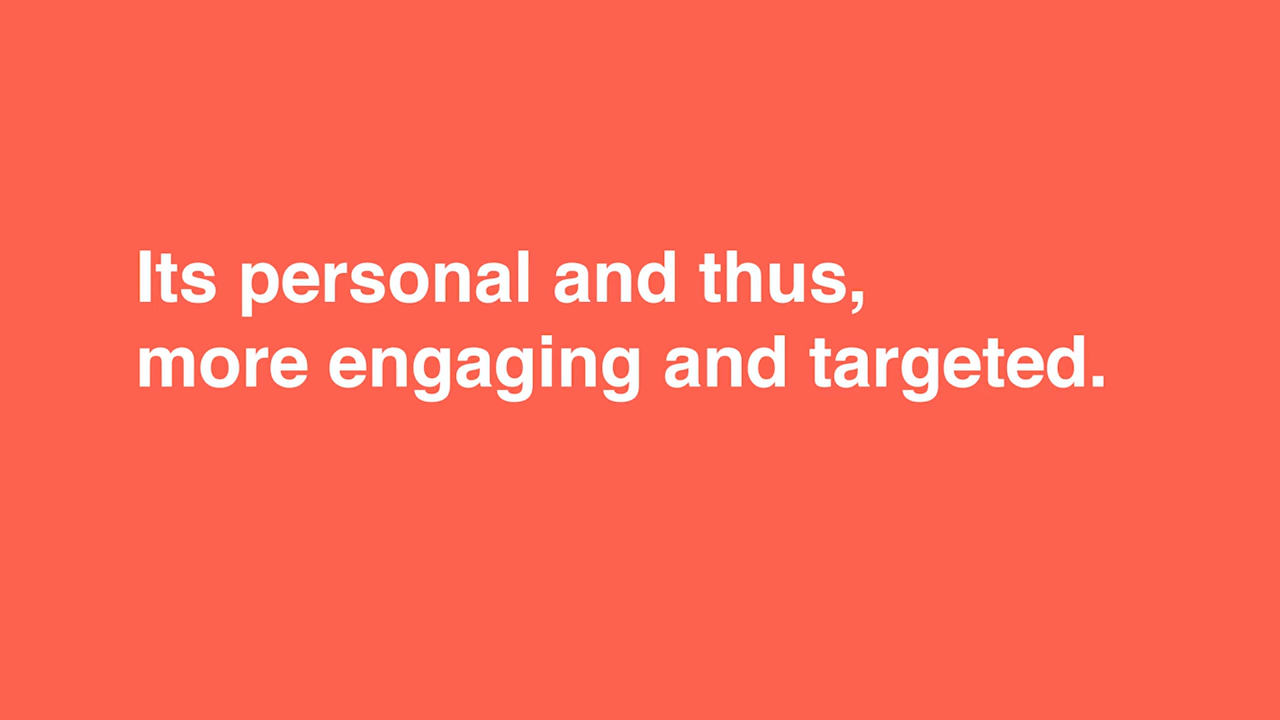 Its personal and thus,
more engaging and targeted.